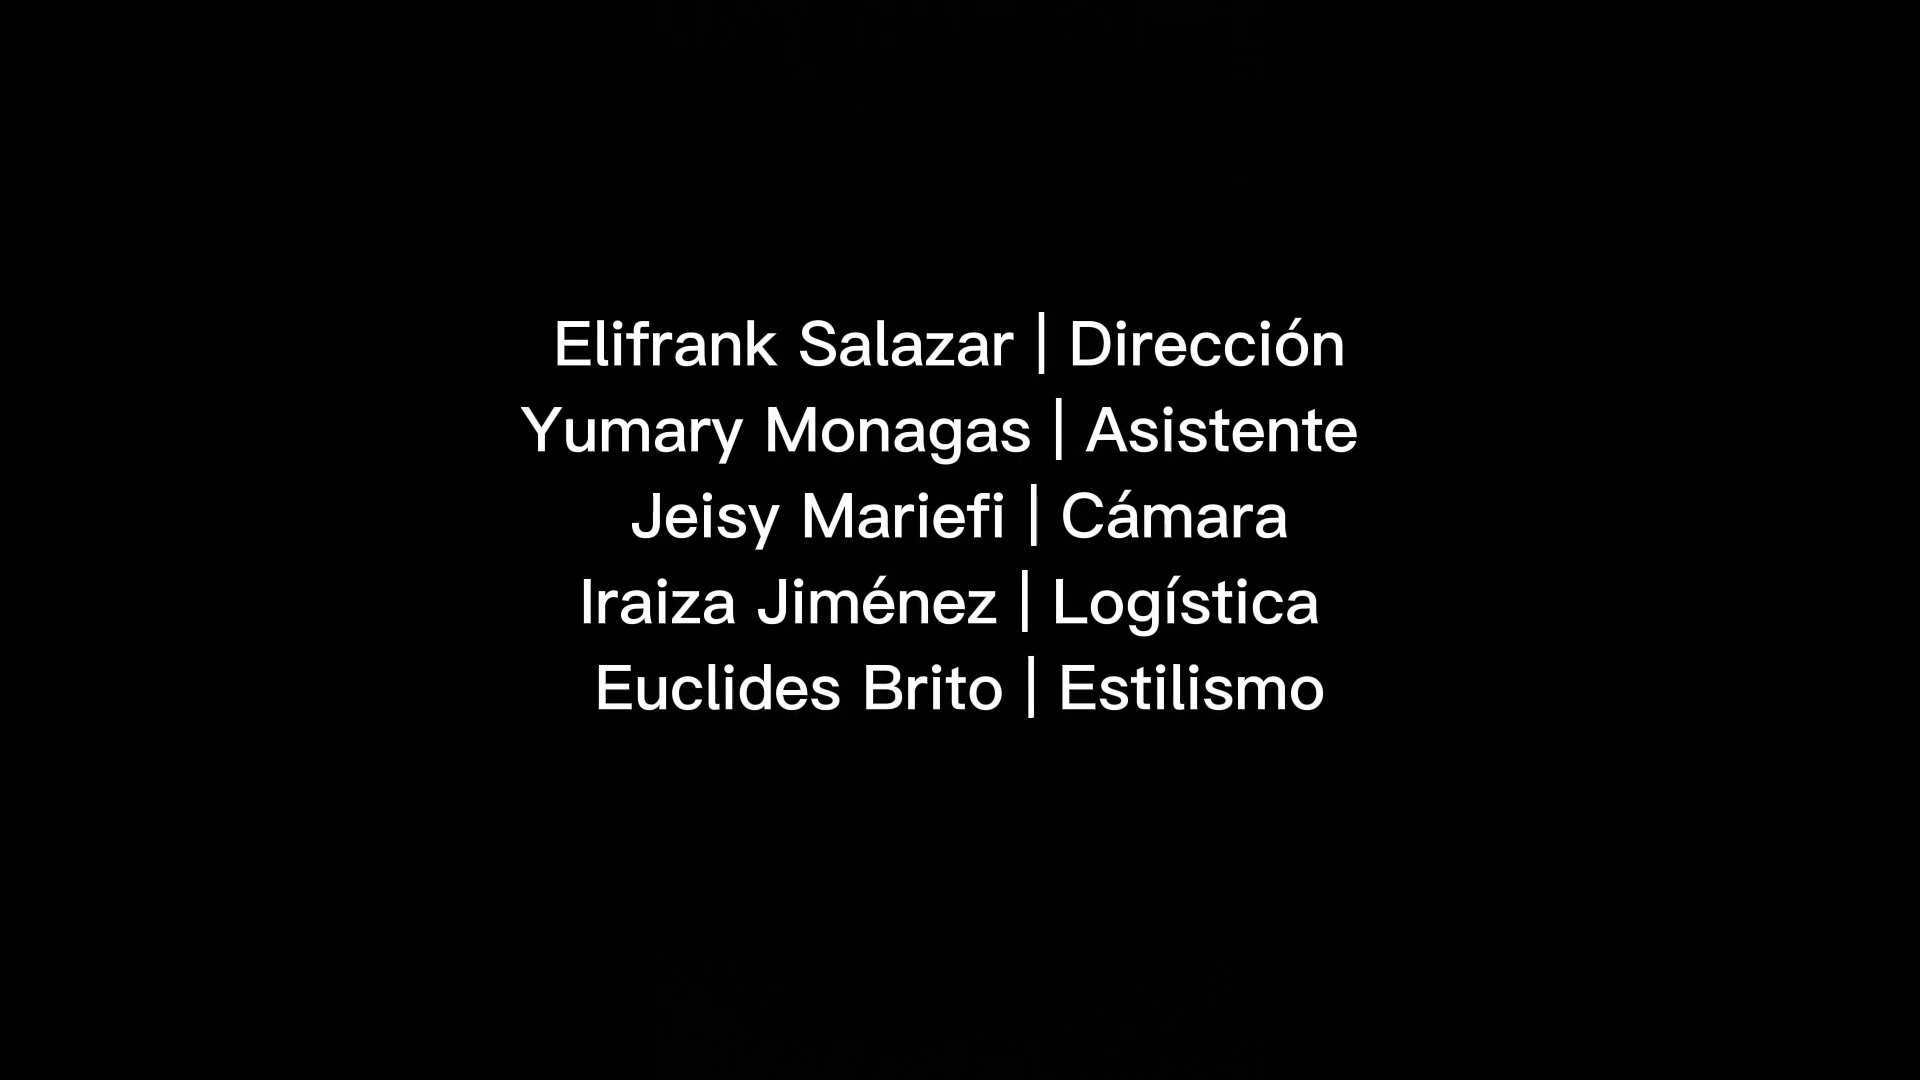 Elifrank Salazar | Dirección
Yumary Monagas | Asistente
Jeisy Mariefi | Cámara
Iraiza Jiménez | Logística
Euclides Brito | Estilismo